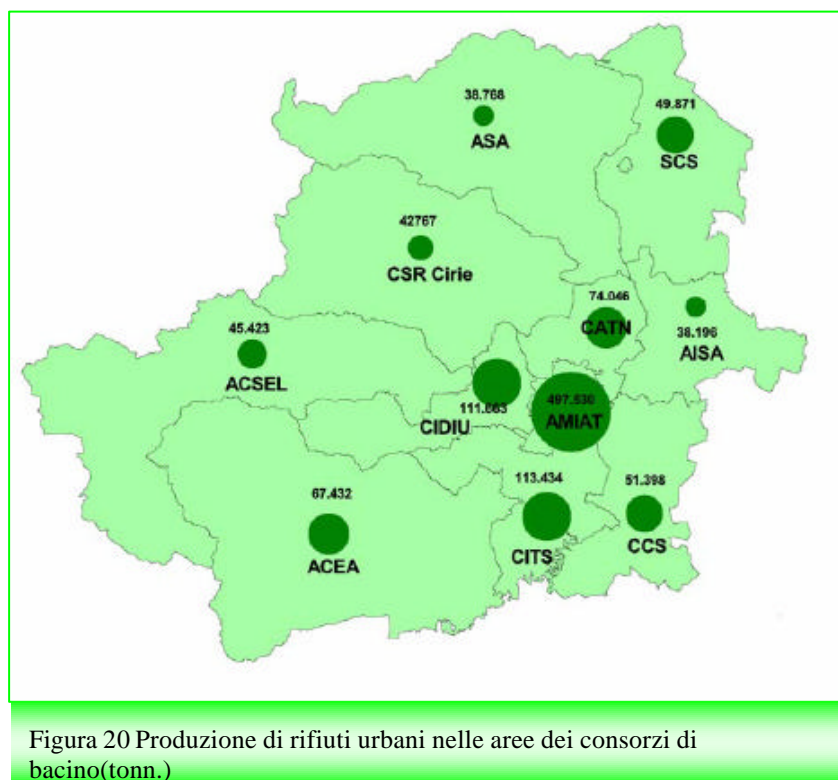 38.768
ASA
49.871
SCS
42767
CSR Cirie
74.046
CATN
38.196
AISA
45.423
ACSEL
111.663
CIDIU
497.530
AMIAT
67.432
ACEA
113.434
CITS
51.398
CCS
Figura 20 Produzione di rifiuti urbani nelle aree dei consorzi di
bacino(tonn.)